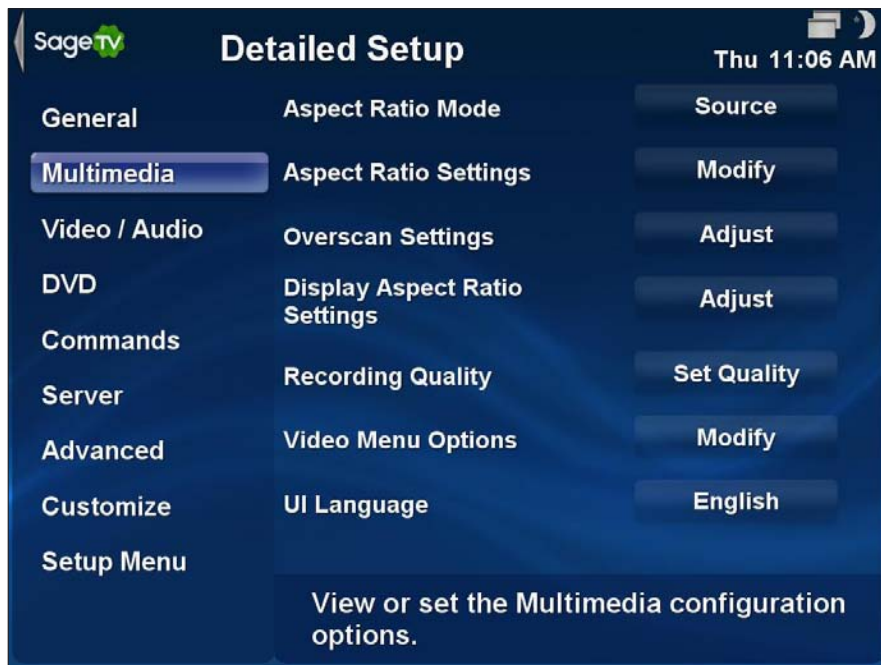 SageTV
Detailed Setup
Thu 11:06 AM
General
Multimedia
Video / Audio
DVD
Commands
Server
Advanced
Customize
Setup Menu
Aspect Ratio Mode Source
Aspect Ratio Settings Modify
Overscan Settings Adjust
Display Aspect Ratio
Settings Adjust
Recording Quality Set Quality
Video Menu Options Modify
UI Language English
View or set the Multimedia configuration
options.